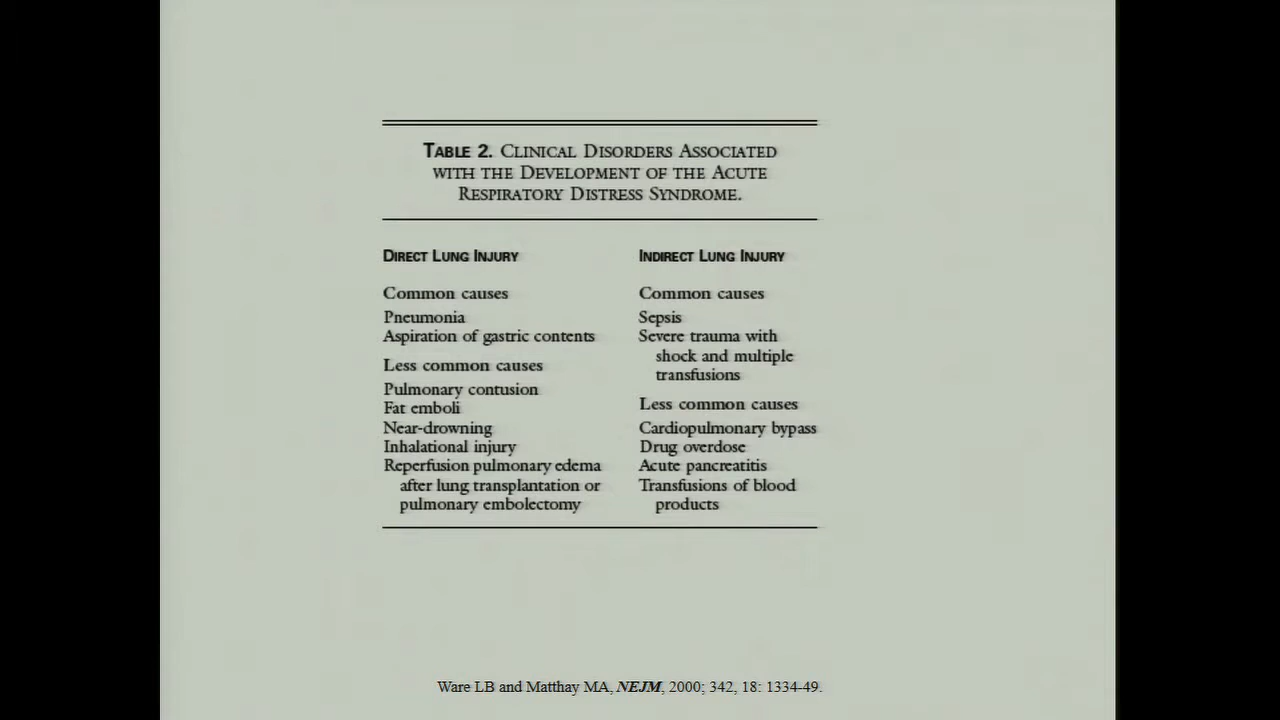 TABLE 2. CLINICAL DISORDERS ASSOCIATED
WITH THE DEVELOPMENT OF THE ACUTE
RESPIRATORY DISTRESS SYNDROME.
DIRECT LUNG INJURY
Common causes
Pneumonia
Aspiration of gastric contents
Less common causes
Pulmonary contusion
Fat emboli
Near-drowning
Inhalational injury
Reperfusion pulmonary edema
after lung transplantation or
pulmonary embolectomy
INDIRECT LUNG INJURY
Common causes
Sepsis
Severe trauma with
shock and multiple
transfusions
Less common causes
Cardiopulmonary bypass
Drug overdose
Acute pancreatitis
Transfusions of blood
products
Ware LB and Matthay MA, NEJM, 2000; 342, 18: 1334-49.